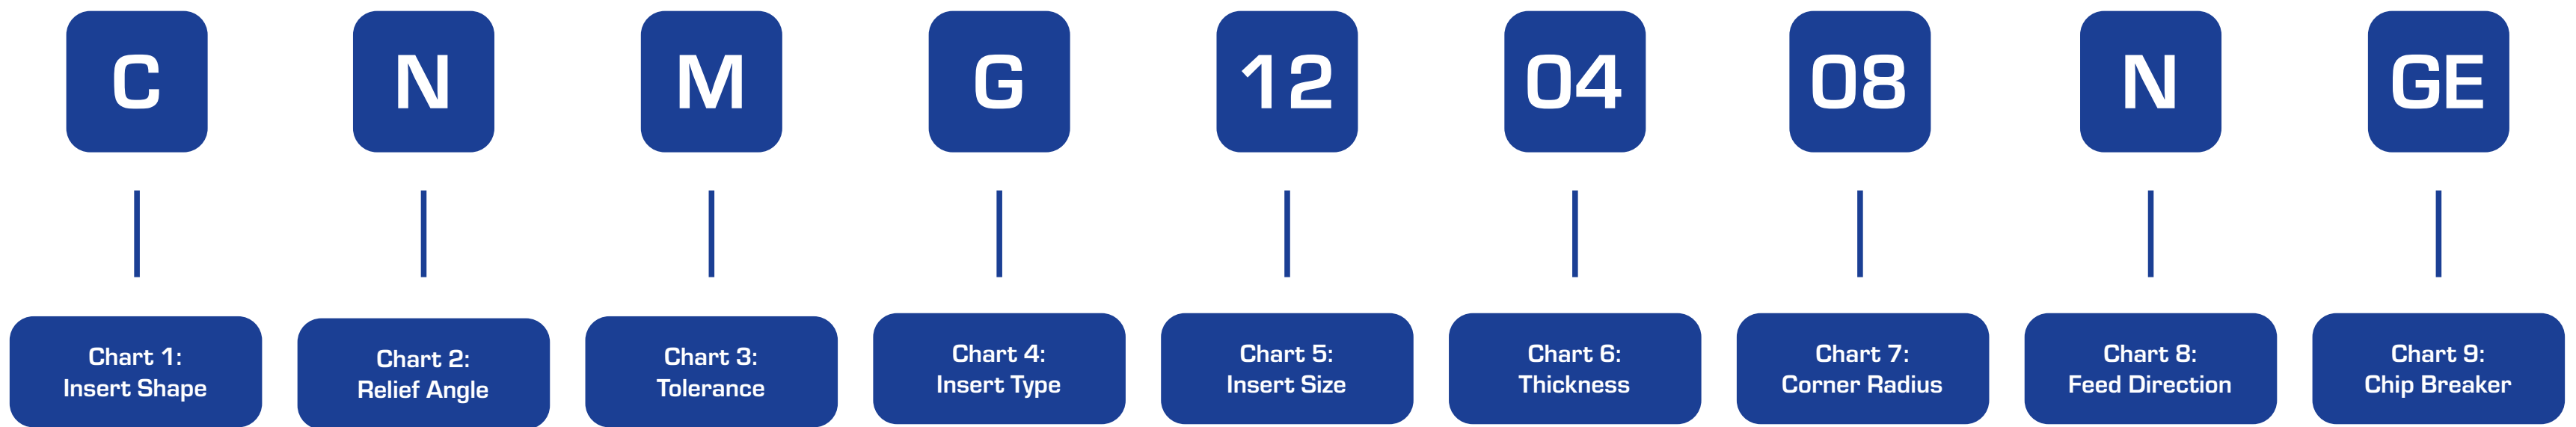 C N M G 12 04 08 N GE
Chart 1:
Insert Shape
Chart 2:
Relief Angle
Chart 3:
Tolerance
Chart 4:
Insert Type
Chart 5:
Insert Size
Chart 6:
Thickness
Chart 7:
Corner Radius
Chart 8:
Feed Direction
Chart 9:
Chip Breaker